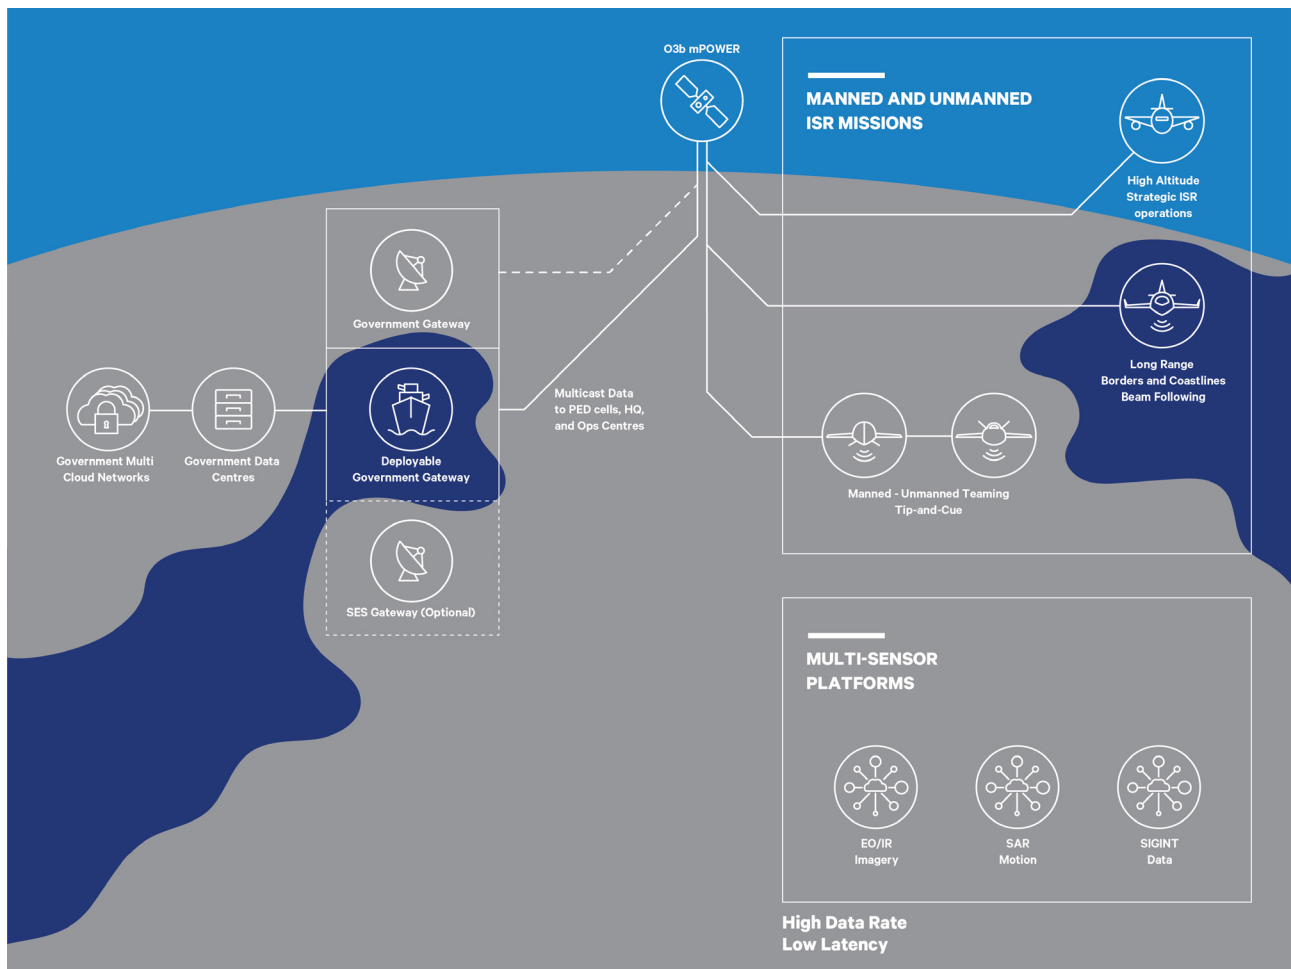 O3b mPOWER
MANNED AND UNMANNED
ISR MISSIONS
High Altitude
Strategic ISR
operations
Long Range
Borders and Coastlines
Beam Following
Manned - Unmanned Teaming
Tip-and-Cue
Government Gateway
Multicast Data
to PED cells, HQ,
and Ops Centres
Government Multi
Cloud Networks
Government Data
Centres
Deployable
Government Gateway
SES Gateway (Optional)
MULTI-SENSOR
PLATFORMS
EO/IR
Imagery
SAR
Motion
SIGINT
Data
High Data Rate
Low Latency